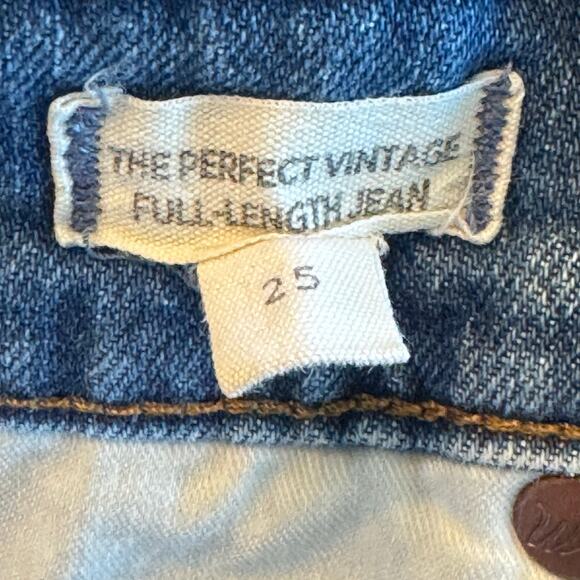 THE PERFECT VINTAGE
FULL-LENGTH JEAN
25